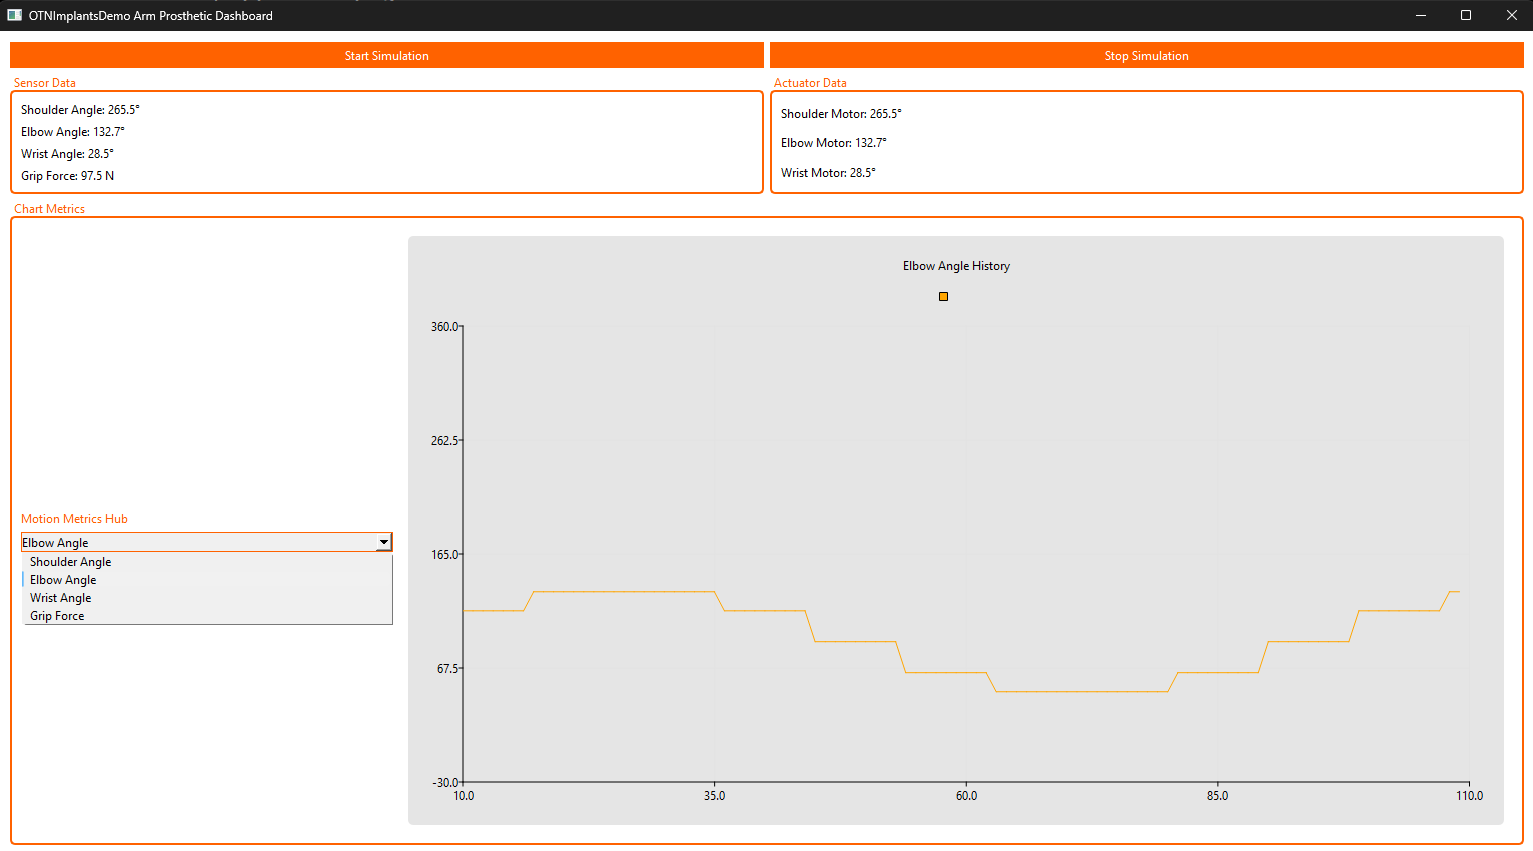 OTNImplantsDemo Arm Prosthetic Dashboard
Start Simulation
Stop Simulation
Sensor Data
Shoulder Angle: 265.5°
Elbow Angle: 132.7°
Wrist Angle: 28.5°
Grip Force: 97.5 N
Actuator Data
Shoulder Motor: 265.5°
Elbow Motor: 132.7°
Wrist Motor: 28.5°
Chart Metrics
Motion Metrics Hub
Elbow Angle
Shoulder Angle
Elbow Angle
Wrist Angle
Grip Force
Elbow Angle History
360.0
262.5
165.0
67.5
-30.0
10.0 35.0 60.0 85.0 110.0